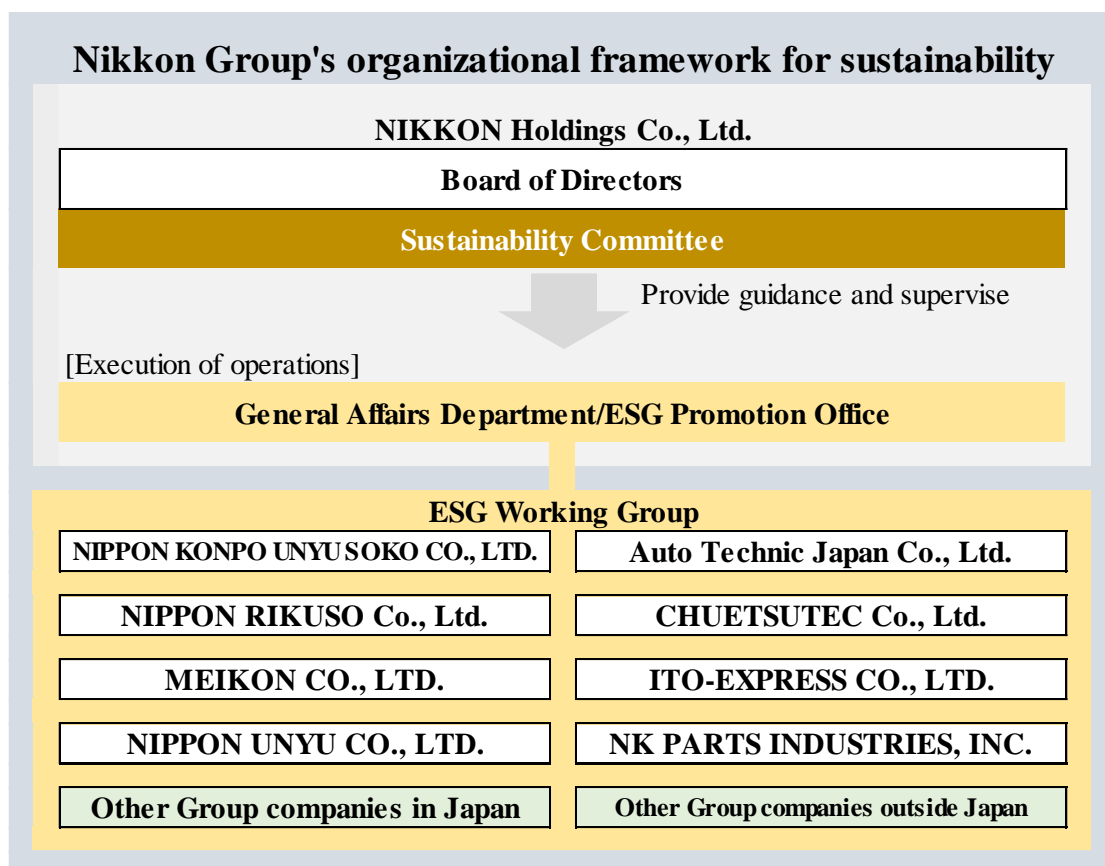 Nikkon Group's organizational framework for sustainability
NIKKON Holdings Co., Ltd.
Board of Directors
Sustainability Committee
Provide guidance and supervise
[Execution of operations]
General Affairs Department/ESG Promotion Office
ESG Working Group
NIPPON KONPO UNYU SOKO CO., LTD.
Auto Technic Japan Co., Ltd.
NIPPON RIKUSO Co., Ltd.
CHUETSUTEC Co., Ltd.
MEIKON CO., LTD.
ITO-EXPRESS CO., LTD.
NIPPON UNYU CO., LTD.
NK PARTS INDUSTRIES, INC.
Other Group companies in Japan
Other Group companies outside Japan